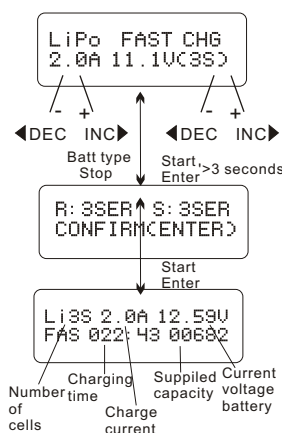 LiPo FAST CHG
2.0A 11.1V(3S)
- + - +
◀DEC INC▶ ◀DEC INC▶
Batt type
Stop
Start
Enter
>3 seconds
R: 3SER S: 3SER
CONFIRM(ENTER)
Start
Enter
Li3S 2.0A 12.59V
FAS 022:43 00682
Number
of
cells
Charging
time
Charge
current
Suppiled
capacity
Current
voltage
battery